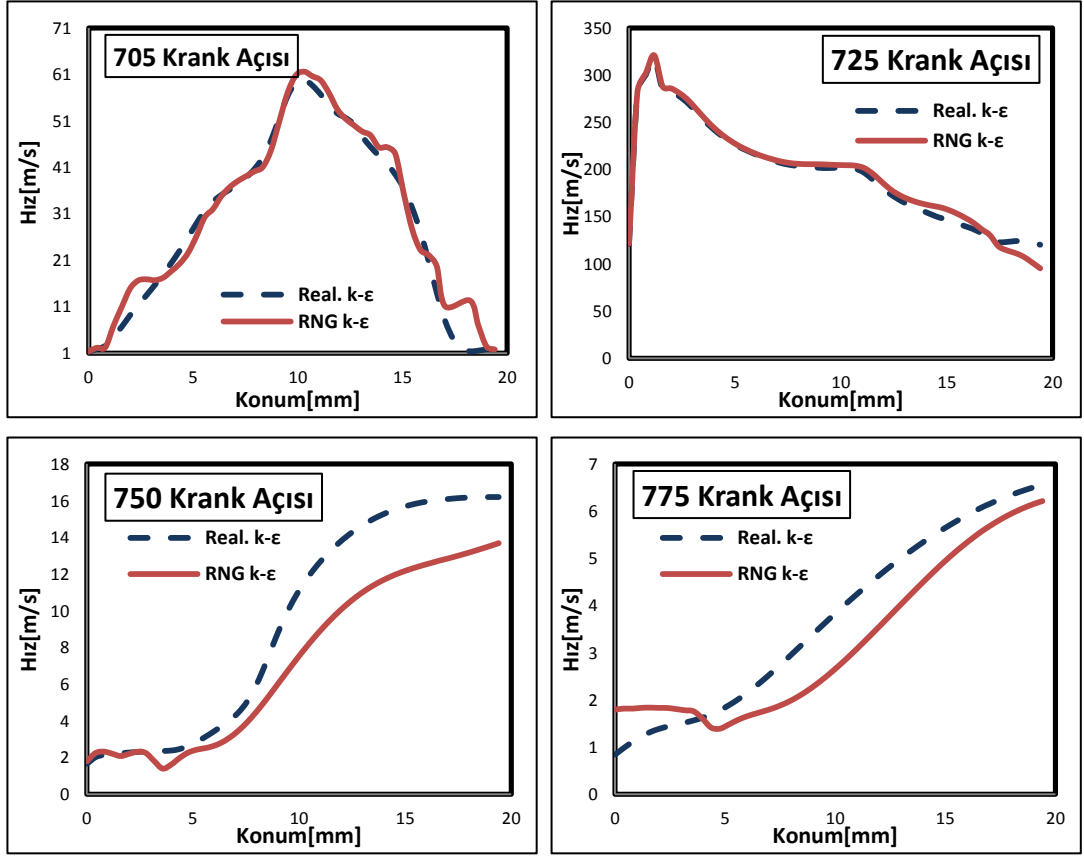 705 Krank Açısı
71
61
51
41
31
21
11
1
Hız[m/s]
Real. k-ε
RNG k-ε
0
5
10
15
20
Konum[mm]
725 Krank Açısı
350
300
250
200
150
100
50
0
Hız[m/s]
Real. k-ε
RNG k-ε
0
5
10
15
20
Konum[mm]
750 Krank Açısı
18
16
14
12
10
8
6
4
2
0
Hız[m/s]
Real. k-ε
RNG k-ε
0
5
10
15
20
Konum[mm]
775 Krank Açısı
7
6
5
4
3
2
1
0
Hız[m/s]
Real. k-ε
RNG k-ε
0
5
10
15
20
Konum[mm]